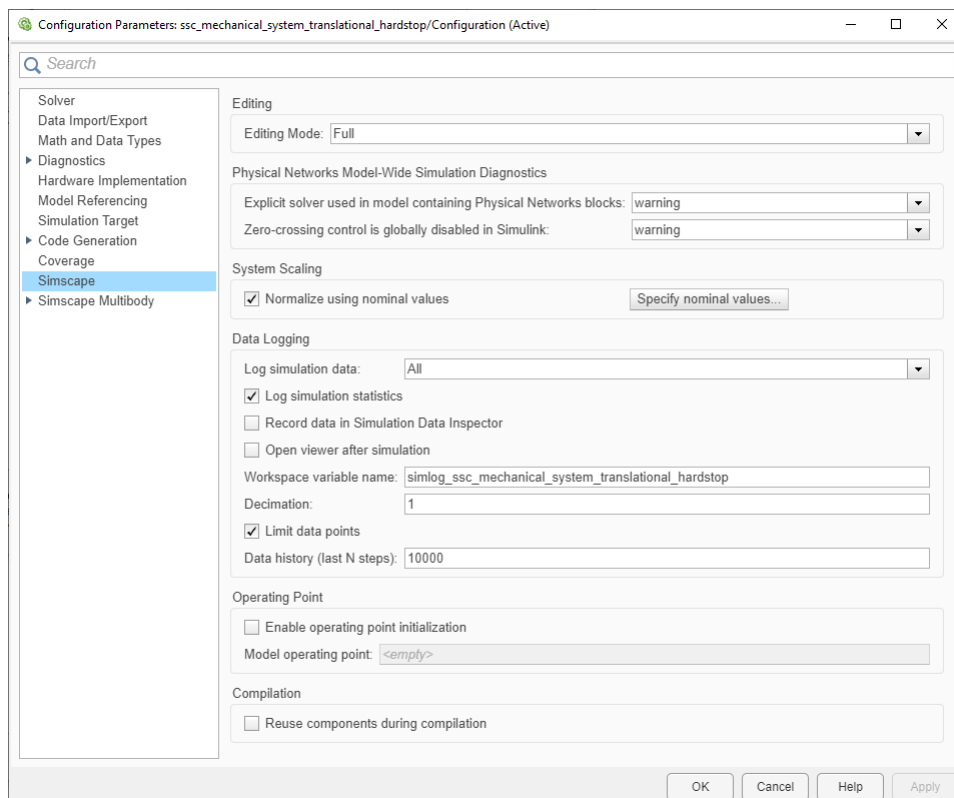 Configuration Parameters: ssc_mechanical_system_translational_hardstop/Configuration (Active)
Search
Solver
Data Import/Export
Math and Data Types
Diagnostics
Hardware Implementation
Model Referencing
Simulation Target
Code Generation
Coverage
Simscape
Simscape Multibody
Editing
Editing Mode: Full
Physical Networks Model-Wide Simulation Diagnostics
Explicit solver used in model containing Physical Networks blocks: warning
Zero-crossing control is globally disabled in Simulink: warning
System Scaling
Normalize using nominal values Specify nominal values...
Data Logging
Log simulation data: All
Log simulation statistics
Record data in Simulation Data Inspector
Open viewer after simulation
Workspace variable name: simlog_ssc_mechanical_system_translational_hardstop
Decimation: 1
Limit data points
Data history (last N steps): 10000
Operating Point
Enable operating point initialization
Model operating point: <empty>
Compilation
Reuse components during compilation
OK Cancel Help Apply